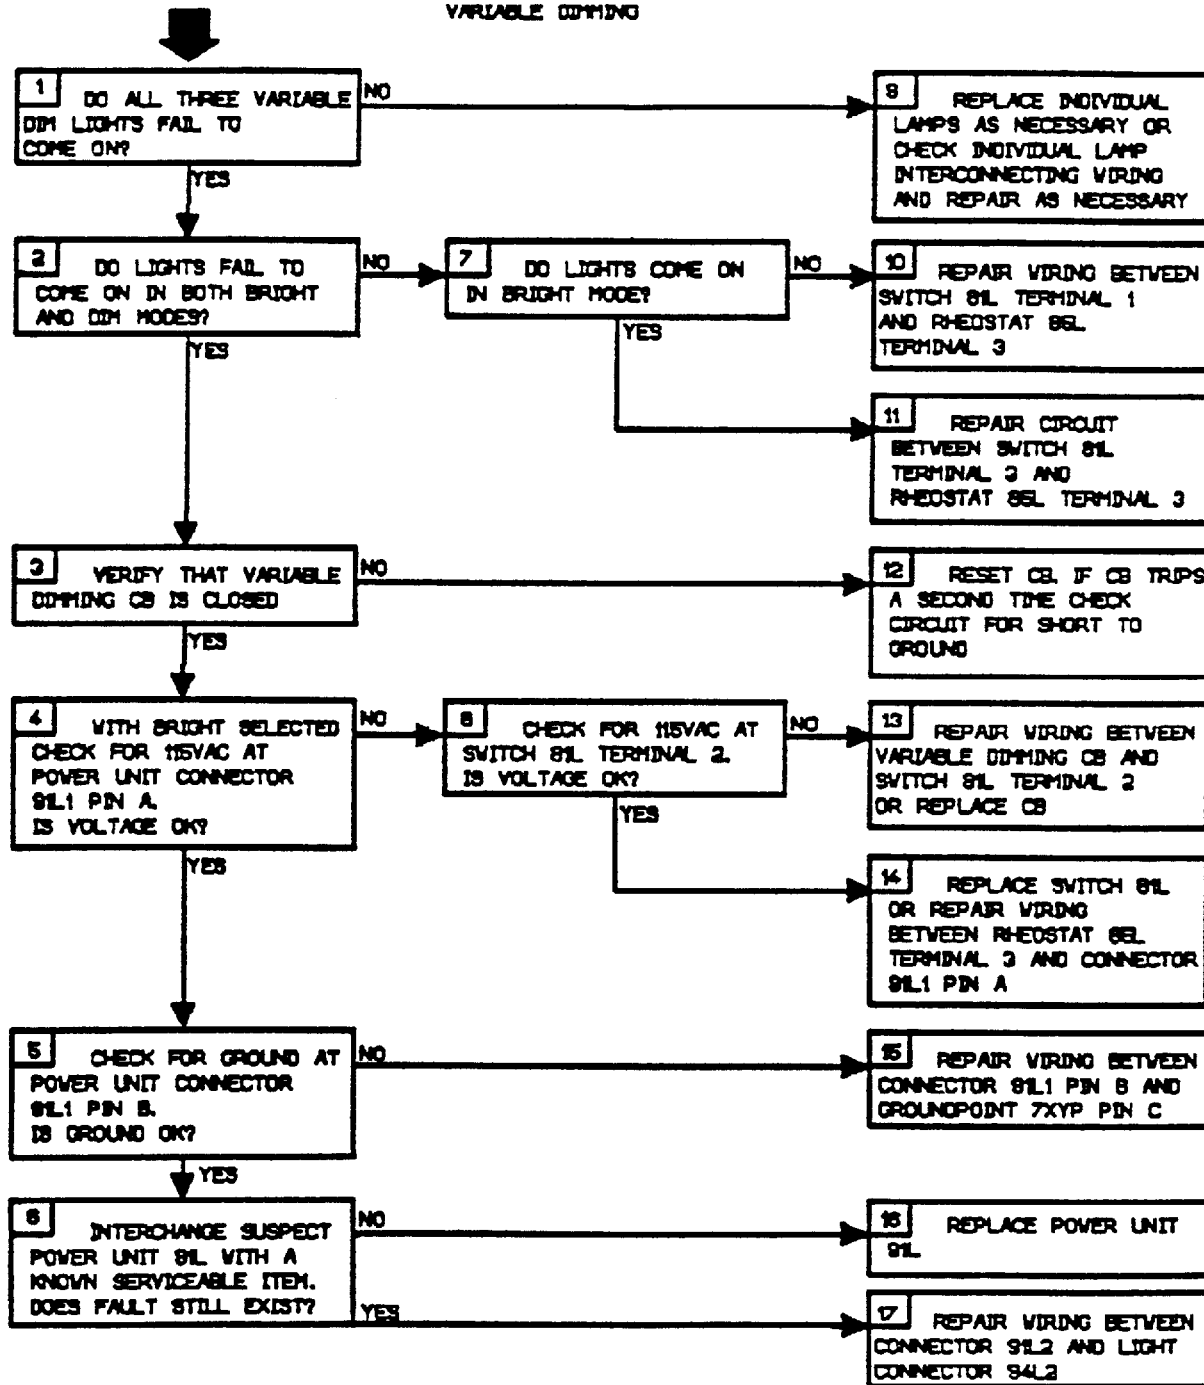 VARIABLE DIMMING
1 DO ALL THREE VARIABLE
DIM LIGHTS FAIL TO
COME ON?
NO
YES
9 REPLACE INDIVIDUAL
LAMPS AS NECESSARY OR
CHECK INDIVIDUAL LAMP
INTERCONNECTING WIRING
AND REPAIR AS NECESSARY
2 DO LIGHTS FAIL TO
COME ON IN BOTH BRIGHT
AND DIM MODES?
NO
YES
7 DO LIGHTS COME ON
IN BRIGHT MODE?
NO
YES
10 REPAIR WIRING BETWEEN
SWITCH TERMINAL 1
AND RHEOSTAT
TERMINAL 3
11 REPAIR CIRCUIT
BETWEEN SWITCH
TERMINAL 3 AND
RHEOSTAT TERMINAL 3
3 VERIFY THAT VARIABLE
DIMMING CB IS CLOSED
NO
YES
12 RESET CB. IF CB TRIPS
A SECOND TIME CHECK
CIRCUIT FOR SHORT TO
GROUND
4 WITH BRIGHT SELECTED
CHECK FOR 115VAC AT
POWER UNIT CONNECTOR
91L1 PIN A.
IS VOLTAGE OK?
NO
YES
8 CHECK FOR 115VAC AT
SWITCH TERMINAL 2.
IS VOLTAGE OK?
NO
YES
13 REPAIR WIRING BETWEEN
VARIABLE DIMMING CB AND
SWITCH TERMINAL 2
OR REPLACE CB
14 REPLACE SWITCH
OR REPAIR WIRING
BETWEEN RHEOSTAT
TERMINAL 3 AND CONNECTOR
91L1 PIN A
5 CHECK FOR GROUND AT
POWER UNIT CONNECTOR
91L1 PIN B.
IS GROUND OK?
NO
YES
15 REPAIR WIRING BETWEEN
CONNECTOR 91L1 PIN B AND
GROUNDPOINT 7XYP PIN C
6 INTERCHANGE SUSPECT
POWER UNIT 91L WITH A
KNOWN SERVICEABLE ITEM.
DOES FAULT STILL EXIST?
NO
YES
16 REPLACE POWER UNIT
91L
17 REPAIR WIRING BETWEEN
CONNECTOR 91L2 AND LIGHT
CONNECTOR 94L2